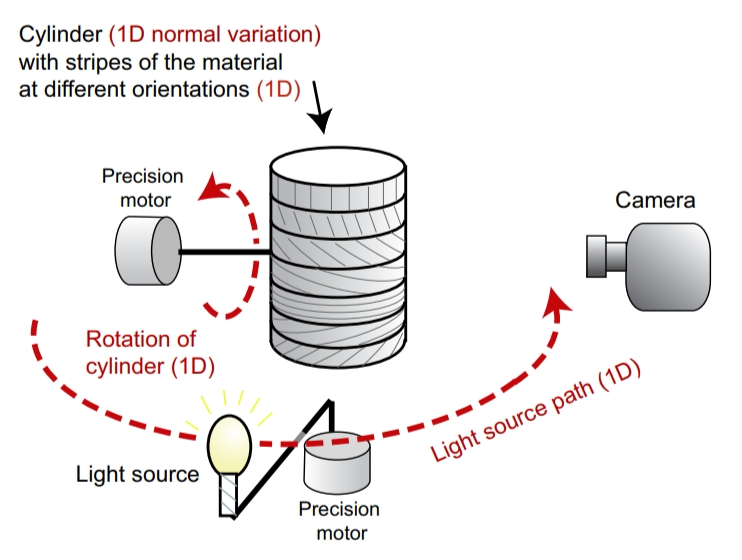 Cylinder (1D normal variation)
with stripes of the material
at different orientations (1D)
Precision
motor
Camera
Rotation of
cylinder (1D)
Light source path (1D)
Light source
Precision
motor